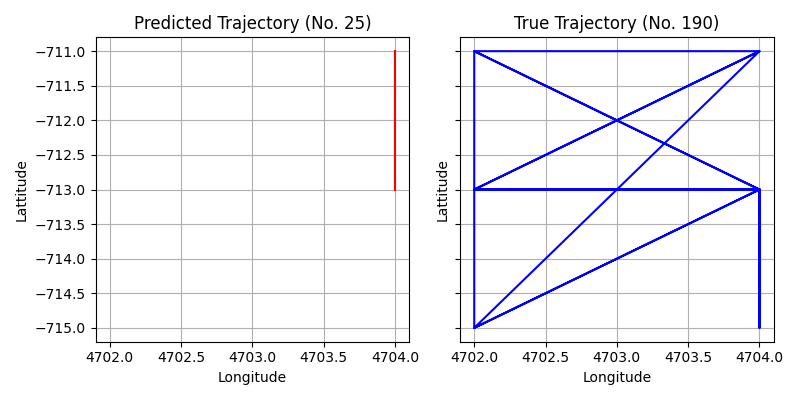 Predicted Trajectory (No. 25)
True Trajectory (No. 190)
−711.0
−711.5
−712.0
−712.5
−713.0
−713.5
−714.0
−714.5
−715.0
Lattitude
Lattitude
4702.0 4702.5 4703.0 4703.5 4704.0
4702.0 4702.5 4703.0 4703.5 4704.0
Longitude
Longitude